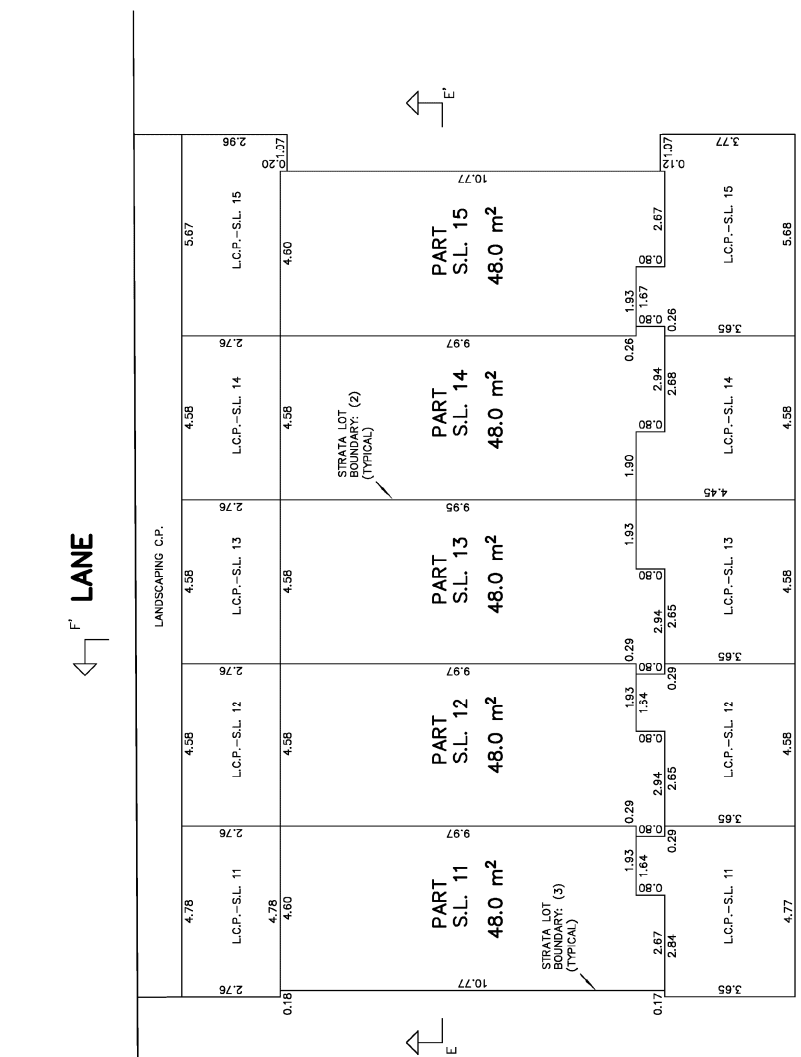 LANE
F'
LANDSCAPING C.P.
E'
E
2.96
0.20
1.07
5.67
L.C.P.-S.L. 15
4.60
10.77
PART
S.L. 15
48.0 m²
1.07
0.12
3.77
2.67
0.80
1.93
1.67
0.80
0.26
0.26
L.C.P.-S.L. 15
5.68
3.65
2.76
9.97
4.58
L.C.P.-S.L. 14
4.58
STRATA LOT
BOUNDARY: (2)
(TYPICAL)
PART
S.L. 14
48.0 m²
2.94
2.68
0.80
1.90
L.C.P.-S.L. 14
4.58
4.45
2.76
9.95
4.58
L.C.P.-S.L. 13
4.58
PART
S.L. 13
48.0 m²
1.93
0.80
2.94
2.65
0.29
0.80
0.29
L.C.P.-S.L. 13
4.58
3.65
2.76
9.97
4.58
L.C.P.-S.L. 12
4.58
PART
S.L. 12
48.0 m²
1.93
1.64
0.80
2.94
2.65
0.29
0.80
0.29
L.C.P.-S.L. 12
4.58
3.65
2.76
9.97
4.78
L.C.P.-S.L. 11
4.78
4.60
PART
S.L. 11
48.0 m²
1.93
1.64
0.80
2.67
2.84
STRATA LOT
BOUNDARY: (3)
(TYPICAL)
L.C.P.-S.L. 11
4.77
2.76
0.18
10.77
0.17
3.65